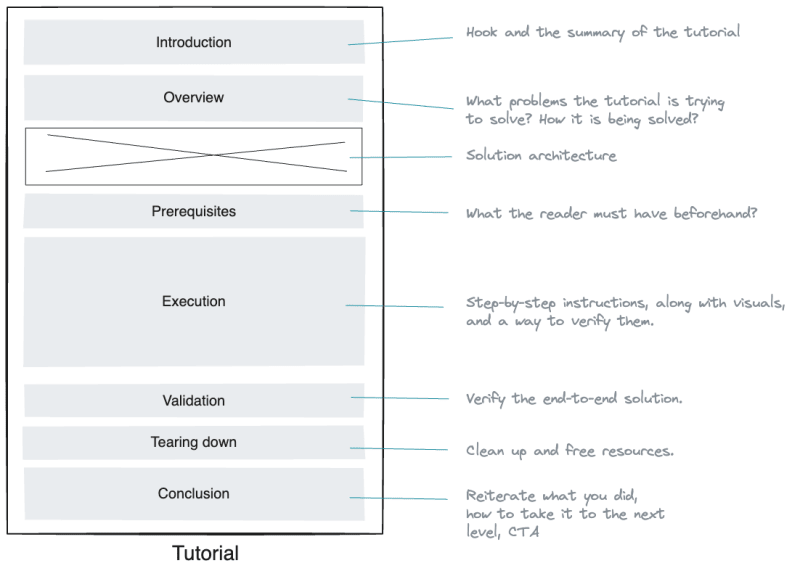 Introduction
Hook and the summary of the tutorial
Overview
What problems the tutorial is trying
to solve? How it is being solved?
Solution architecture
Prerequisites
What the reader must have beforehand?
Execution
Step-by-step instructions, along with visuals,
and a way to verify them.
Validation
Verify the end-to-end solution.
Tearing down
Clean up and free resources.
Conclusion
Reiterate what you did,
how to take it to the next
level, CTA
Tutorial